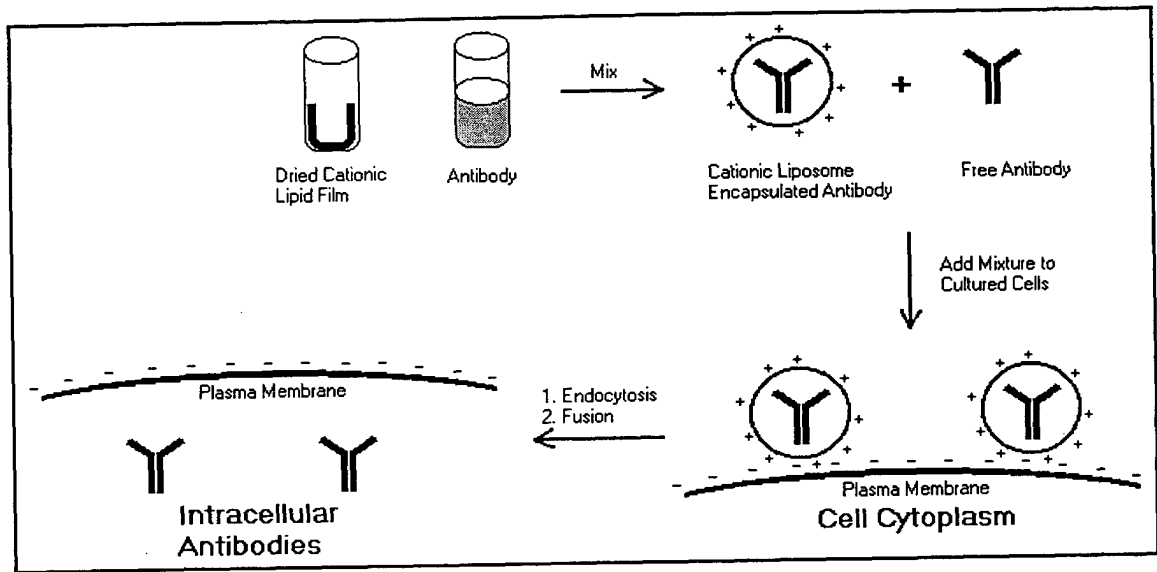 Mix
Dried Cationic
Lipid Film
Antibody
+
Cationic Liposome
Encapsulated Antibody
Free Antibody
Add Mixture to
Cultured Cells
Plasma Membrane
1. Endocytosis
2. Fusion
Intracellular
Antibodies
Plasma Membrane
Cell Cytoplasm